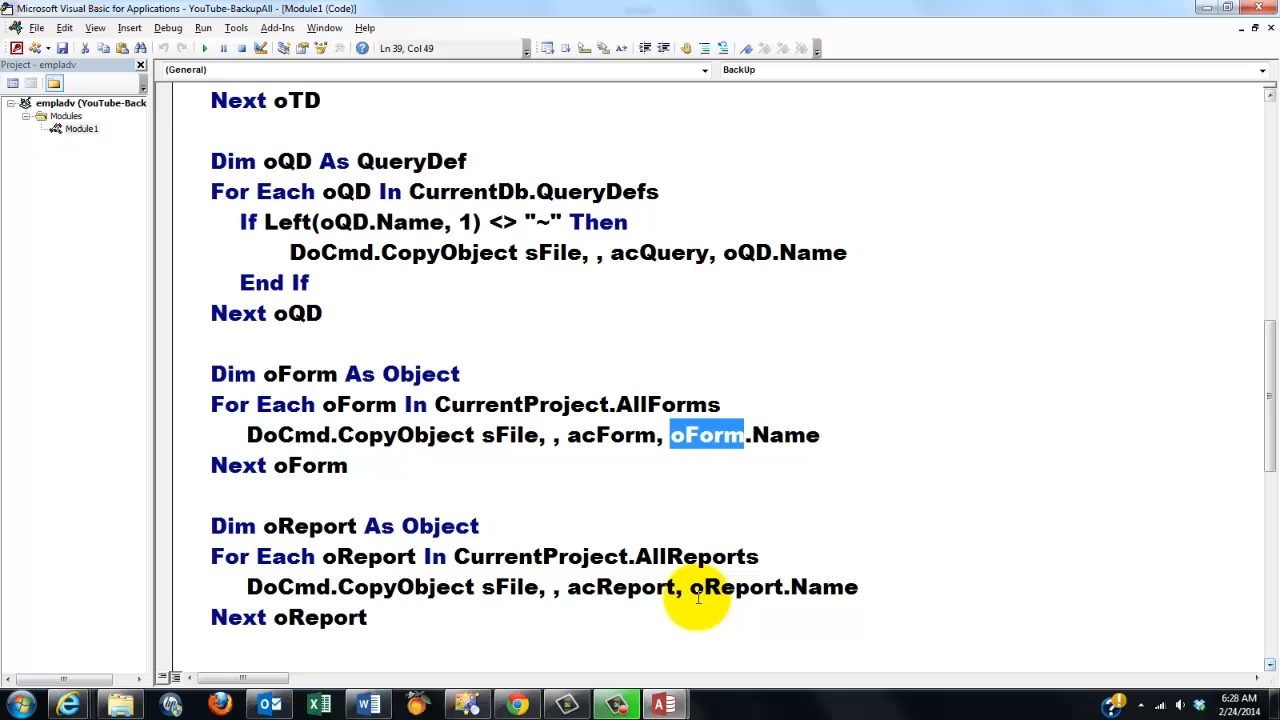 Microsoft Visual Basic for Applications - YouTube-BackupAll - [Module1 (Code)]
File Edit View Insert Debug Run Tools Add-Ins Window Help
Ln 39, Col 49
Project - empladv
(General)
BackUp
empladv (YouTube-Back
Modules
Module1
Next oTD
Dim oQD As QueryDef
For Each oQD In CurrentDb.QueryDefs
If Left(oQD.Name, 1) <> "~" Then
DoCmd.CopyObject sFile, , acQuery, oQD.Name
End If
Next oQD
Dim oForm As Object
For Each oForm In CurrentProject.AllForms
DoCmd.CopyObject sFile, , acForm, oForm.Name
Next oForm
Dim oReport As Object
For Each oReport In CurrentProject.AllReports
DoCmd.CopyObject sFile, , acReport, oReport.Name
Next oReport
6:28 AM
2/24/2014